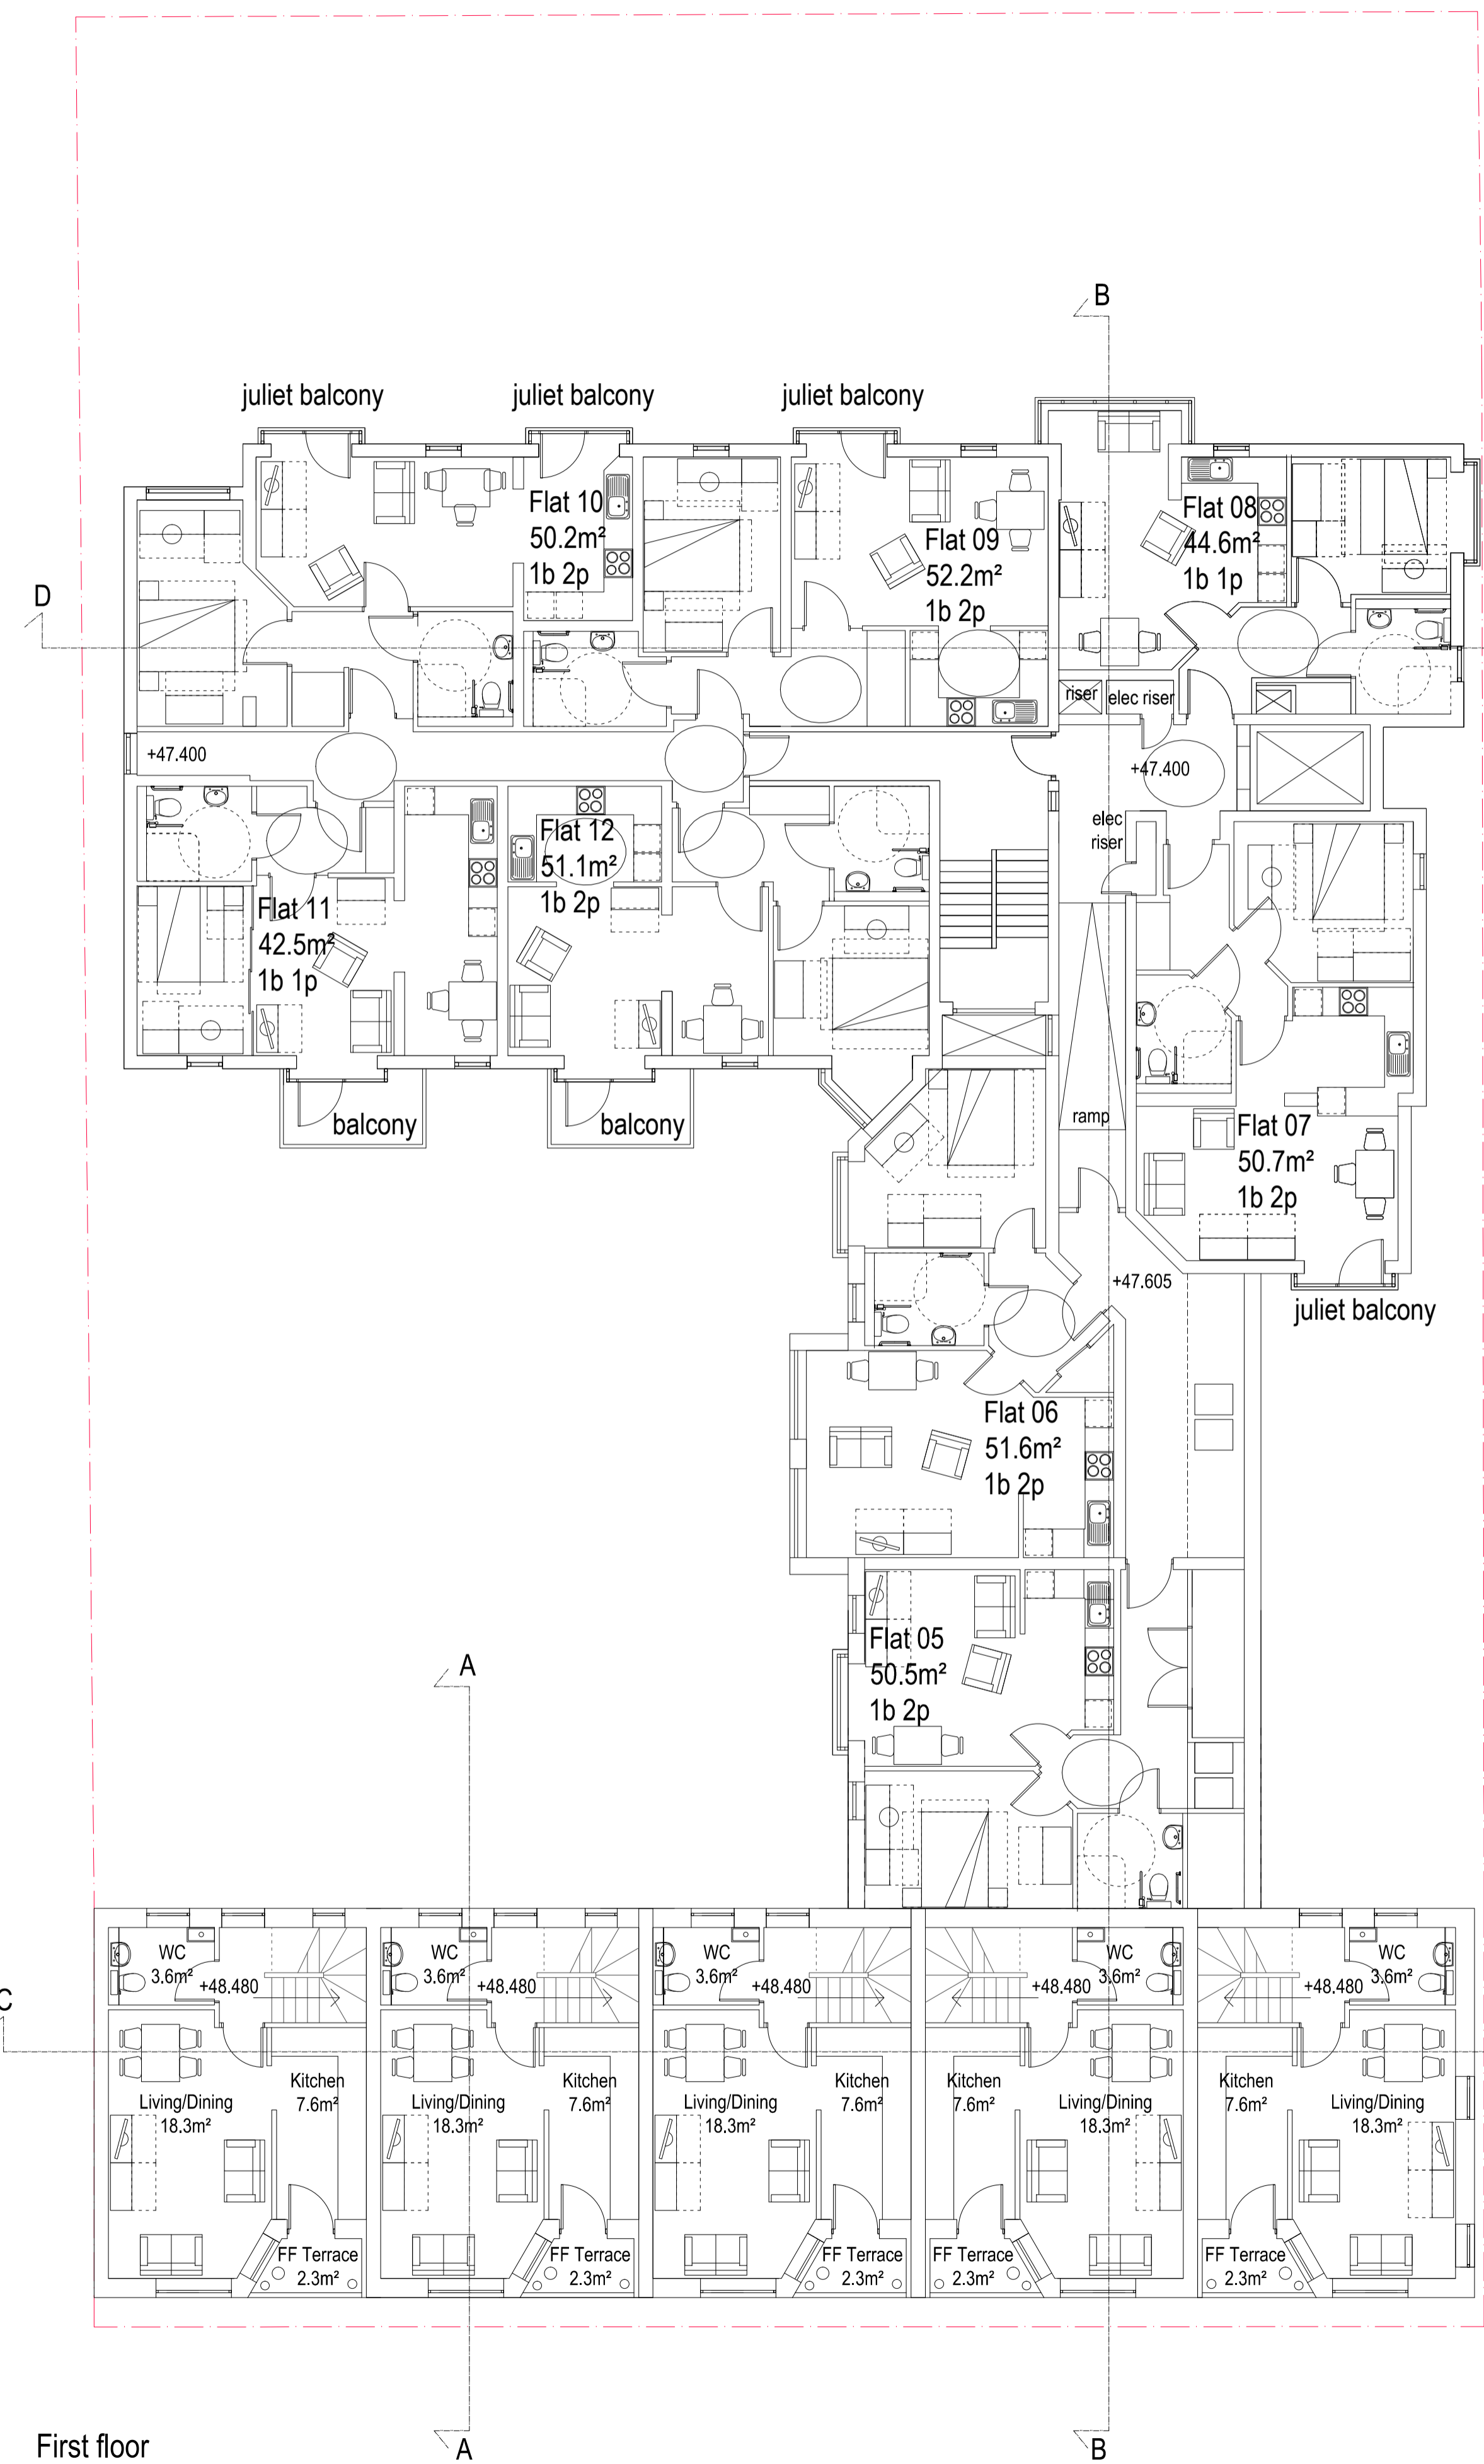 B
juliet balcony
juliet balcony
juliet balcony
Flat 10
50.2m²
1b 2p
Flat 09
52.2m²
1b 2p
Flat 08
44.6m²
1b 1p
D
riser
elec riser
+47.400
+47.400
elec
riser
Flat 11
42.5m²
1b 1p
Flat 12
51.1m²
1b 2p
balcony
balcony
ramp
Flat 07
50.7m²
1b 2p
+47.605
juliet balcony
Flat 06
51.6m²
1b 2p
Flat 05
50.5m²
1b 2p
A
WC
3.6m²
+48.480
WC
3.6m²
+48.480
WC
3.6m²
+48.480
WC
3.6m²
+48.480
WC
3.6m²
+48.480
C
Living/Dining
18.3m²
Kitchen
7.6m²
Living/Dining
18.3m²
Kitchen
7.6m²
Living/Dining
18.3m²
Kitchen
7.6m²
Kitchen
7.6m²
Living/Dining
18.3m²
Kitchen
7.6m²
Living/Dining
18.3m²
FF Terrace
2.3m²
FF Terrace
2.3m²
FF Terrace
2.3m²
FF Terrace
2.3m²
FF Terrace
2.3m²
First floor
A
B